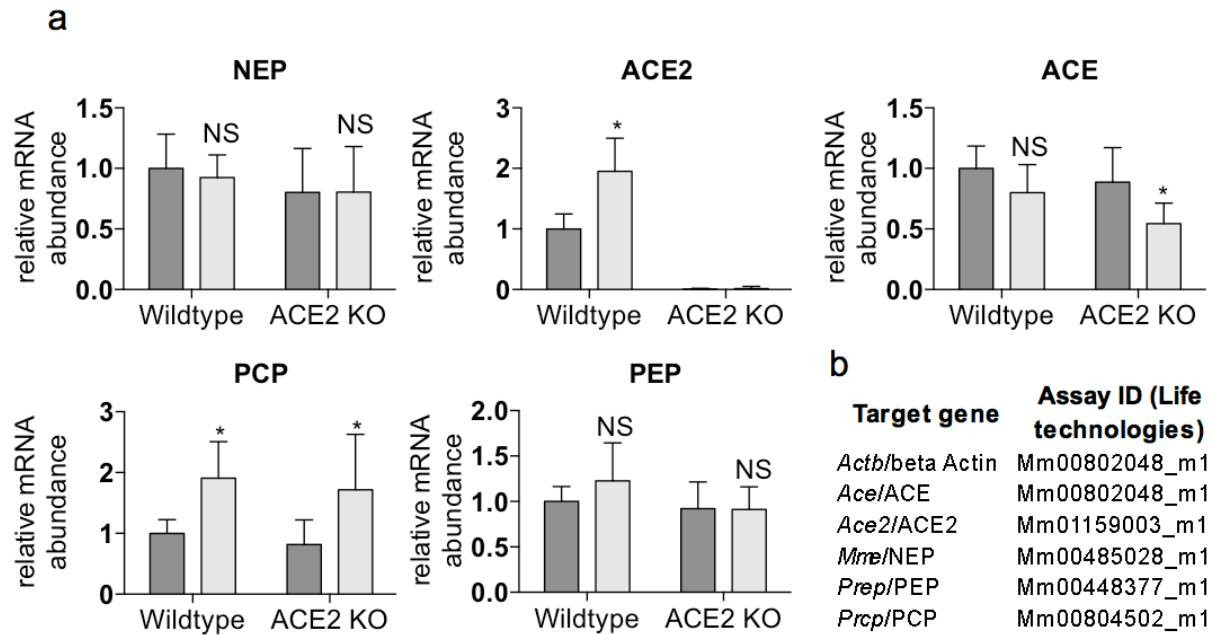 a
NEP
relative mRNA
abundance
1.5
1.0
0.5
0.0
NS
NS
Wildtype ACE2 KO
ACE2
relative mRNA
abundance
3
2
1
0
*
Wildtype ACE2 KO
ACE
relative mRNA
abundance
1.5
1.0
0.5
0.0
NS
*
Wildtype ACE2 KO
PCP
relative mRNA
abundance
3
2
1
0
*
*
Wildtype ACE2 KO
PEP
relative mRNA
abundance
2.0
1.5
1.0
0.5
0.0
NS
NS
Wildtype ACE2 KO
b
Target gene Assay ID (Life
technologies)
Actb/beta Actin Mm00802048_m1
Ace/ACE Mm00802048_m1
Ace2/ACE2 Mm01159003_m1
Mme/NEP Mm00485028_m1
Prep/PEP Mm00448377_m1
Prcp/PCP Mm00804502_m1